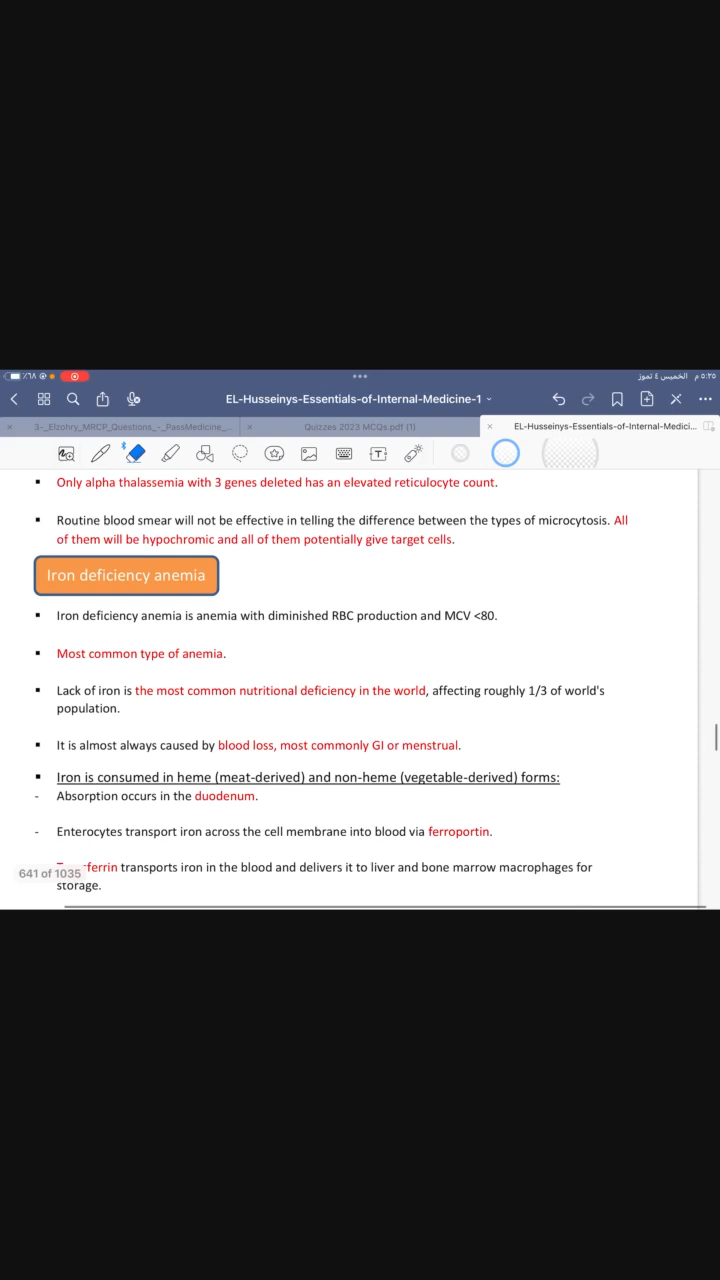 ٪٦٨
٥:٢٥ م الخميس ٤ تموز
EL-Husseinys-Essentials-of-Internal-Medicine-1
3-_Elzohry_MRCP_Questions_-_PassMedicine_...
Quizzes 2023 MCQs.pdf (1)
EL-Husseinys-Essentials-of-Internal-Medici...
▪ Only alpha thalassemia with 3 genes deleted has an elevated reticulocyte count.
▪ Routine blood smear will not be effective in telling the difference between the types of microcytosis. All
of them will be hypochromic and all of them potentially give target cells.
Iron deficiency anemia
▪ Iron deficiency anemia is anemia with diminished RBC production and MCV <80.
▪ Most common type of anemia.
▪ Lack of iron is the most common nutritional deficiency in the world, affecting roughly 1/3 of world's
population.
▪ It is almost always caused by blood loss, most commonly GI or menstrual.
▪ Iron is consumed in heme (meat-derived) and non-heme (vegetable-derived) forms:
- Absorption occurs in the duodenum.
- Enterocytes transport iron across the cell membrane into blood via ferroportin.
transports iron in the blood and delivers it to liver and bone marrow macrophages for
641 of 1035
storage.